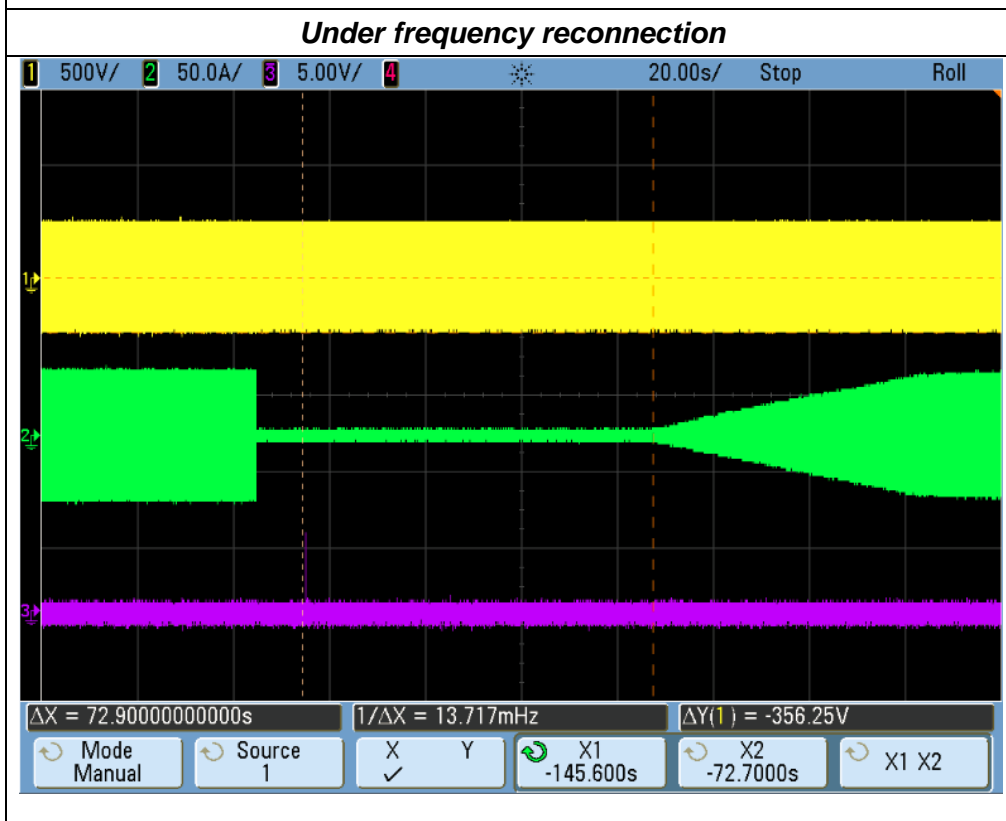 Under frequency reconnection
1 500V/ 2 50.0A/ 3 5.00V/ 4 20.00s/ Stop Roll
1
2
3
ΔX = 72.90000000000s 1/ΔX = 13.717mHz ΔY(1) = -356.25V
Mode Source X Y X1 X2 X1 X2
Manual 1 ✓ -145.600s -72.7000s